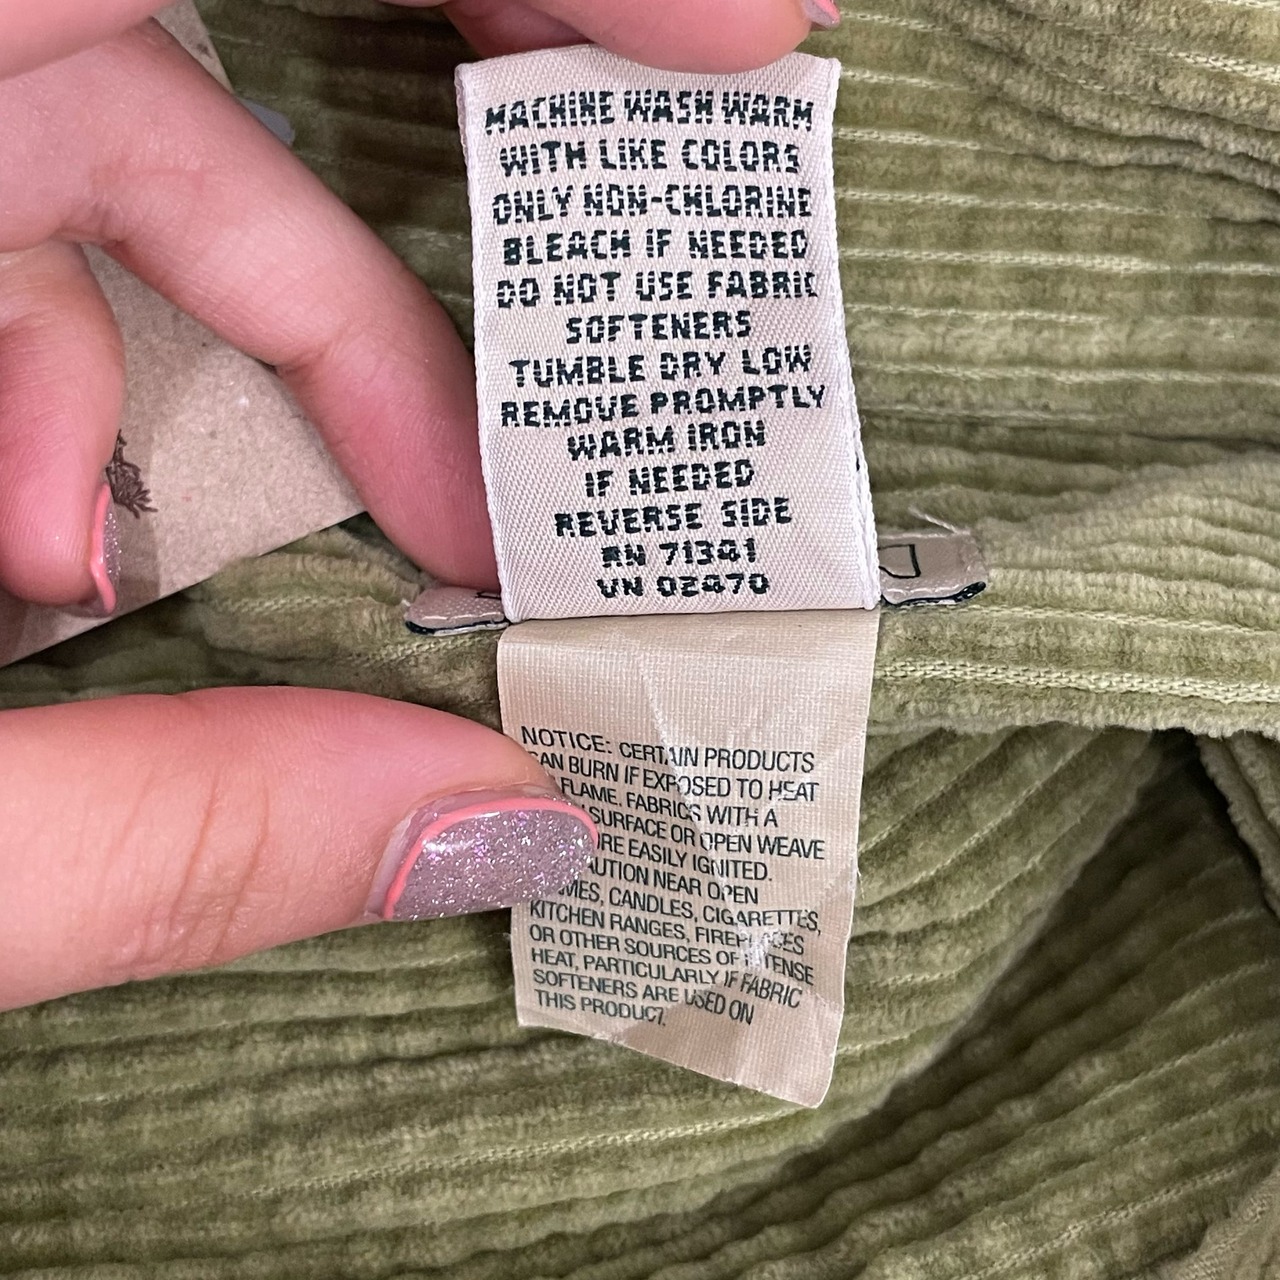 MACHINE WASH WARM
WITH LIKE COLORS
ONLY NON-CHLORINE
BLEACH IF NEEDED
DO NOT USE FABRIC
SOFTENERS
TUMBLE DRY LOW
REMOVE PROMPTLY
WARM IRON
IF NEEDED
REVERSE SIDE
RN 71341
VN 02470
NOTICE: CERTAIN PRODUCTS
CAN BURN IF EXPOSED TO HEAT
FLAME. FABRICS WITH A
SURFACE OR OPEN WEAVE
EASILY IGNITED.
CAUTION NEAR OPEN
FLAMES, CANDLES, CIGARETTES,
KITCHEN RANGES, FIREPLACES
OR OTHER SOURCES OF INTENSE
HEAT, PARTICULARLY IF FABRIC
SOFTENERS ARE USED ON
THIS PRODUCT.